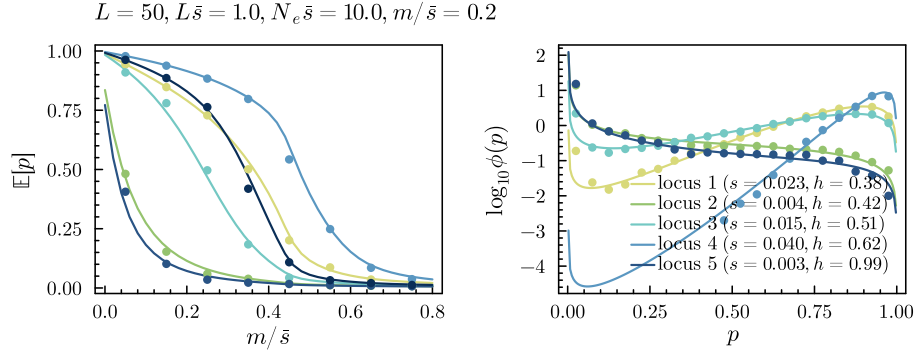 L = 50, Ls̄ = 1.0, Nₑs̄ = 10.0, m/s̄ = 0.2
𝔼[p]
1.00
0.75
0.50
0.25
0.00
0.0 0.2 0.4 0.6 0.8
m/s̄
log₁₀ ϕ(p)
2
1
0
−1
−2
−3
−4
locus 1 (s = 0.023, h = 0.38)
locus 2 (s = 0.004, h = 0.42)
locus 3 (s = 0.015, h = 0.51)
locus 4 (s = 0.040, h = 0.62)
locus 5 (s = 0.003, h = 0.99)
0.00 0.25 0.50 0.75 1.00
p